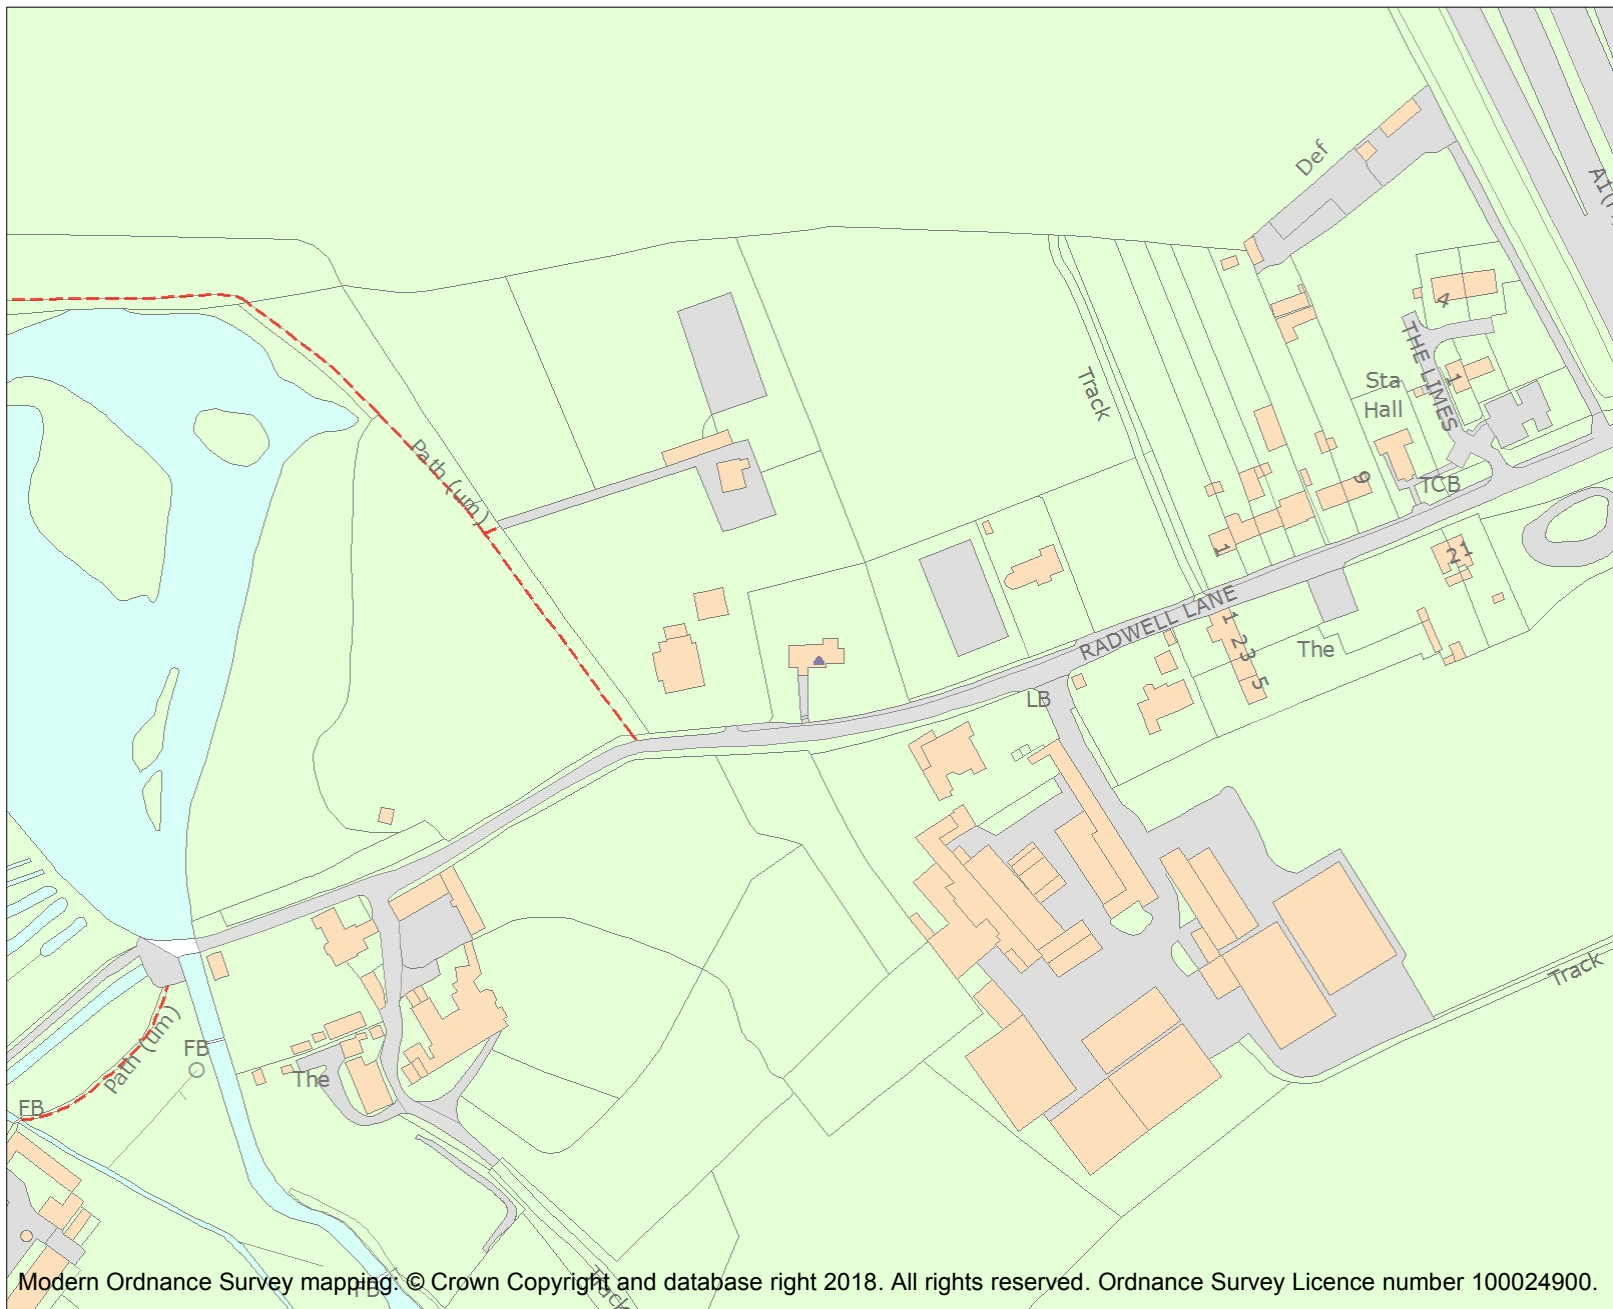 Def
A1(
4
THE LIMES
1
Sta
Hall
Track
Path (um)
9
TCB
1
21
RADWELL LANE
1 2 3 5
The
LB
Track
Path (um)
FB
The
FB
Track
FB
Modern Ordnance Survey mapping: © Crown Copyright and database right 2018. All rights reserved. Ordnance Survey Licence number 100024900.